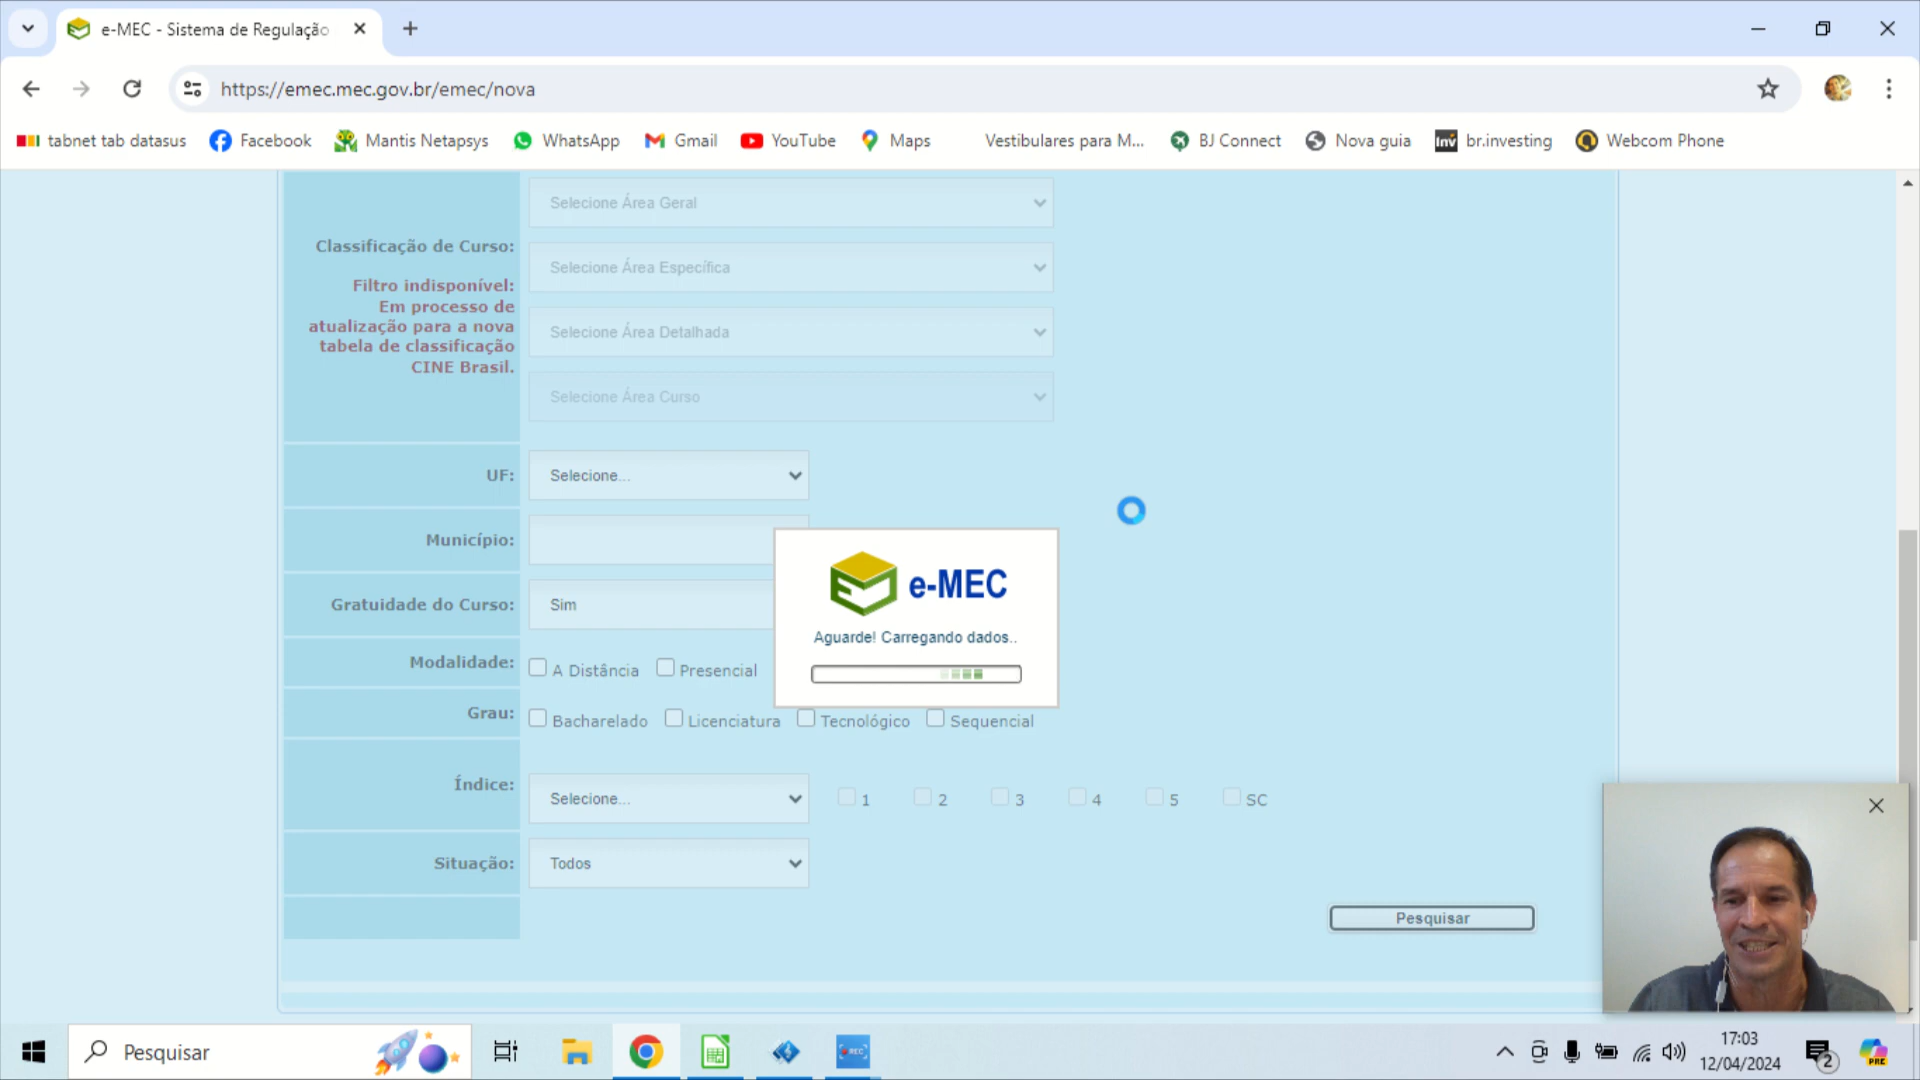 e-MEC - Sistema de Regulação
https://emec.mec.gov.br/emec/nova
tabnet tab datasus
Facebook
Mantis Netapsys
WhatsApp
Gmail
YouTube
Maps
Vestibulares para M...
BJ Connect
Nova guia
Inv
br.investing
Webcom Phone
Selecione Área Geral
Classificação de Curso:
Selecione Área Específica
Filtro indisponível:
Em processo de
atualização para a nova
tabela de classificação
CINE Brasil.
Selecione Área Detalhada
Selecione Área Curso
UF:
Selecione...
Município:
e-MEC
Aguarde! Carregando dados..
Gratuidade do Curso:
Sim
Modalidade:
A Distância
Presencial
Grau:
Bacharelado
Licenciatura
Tecnológico
Sequencial
Índice:
Selecione...
1
2
3
4
5
SC
Situação:
Todos
Pesquisar
Pesquisar
REC
17:03
12/04/2024
2
PRE